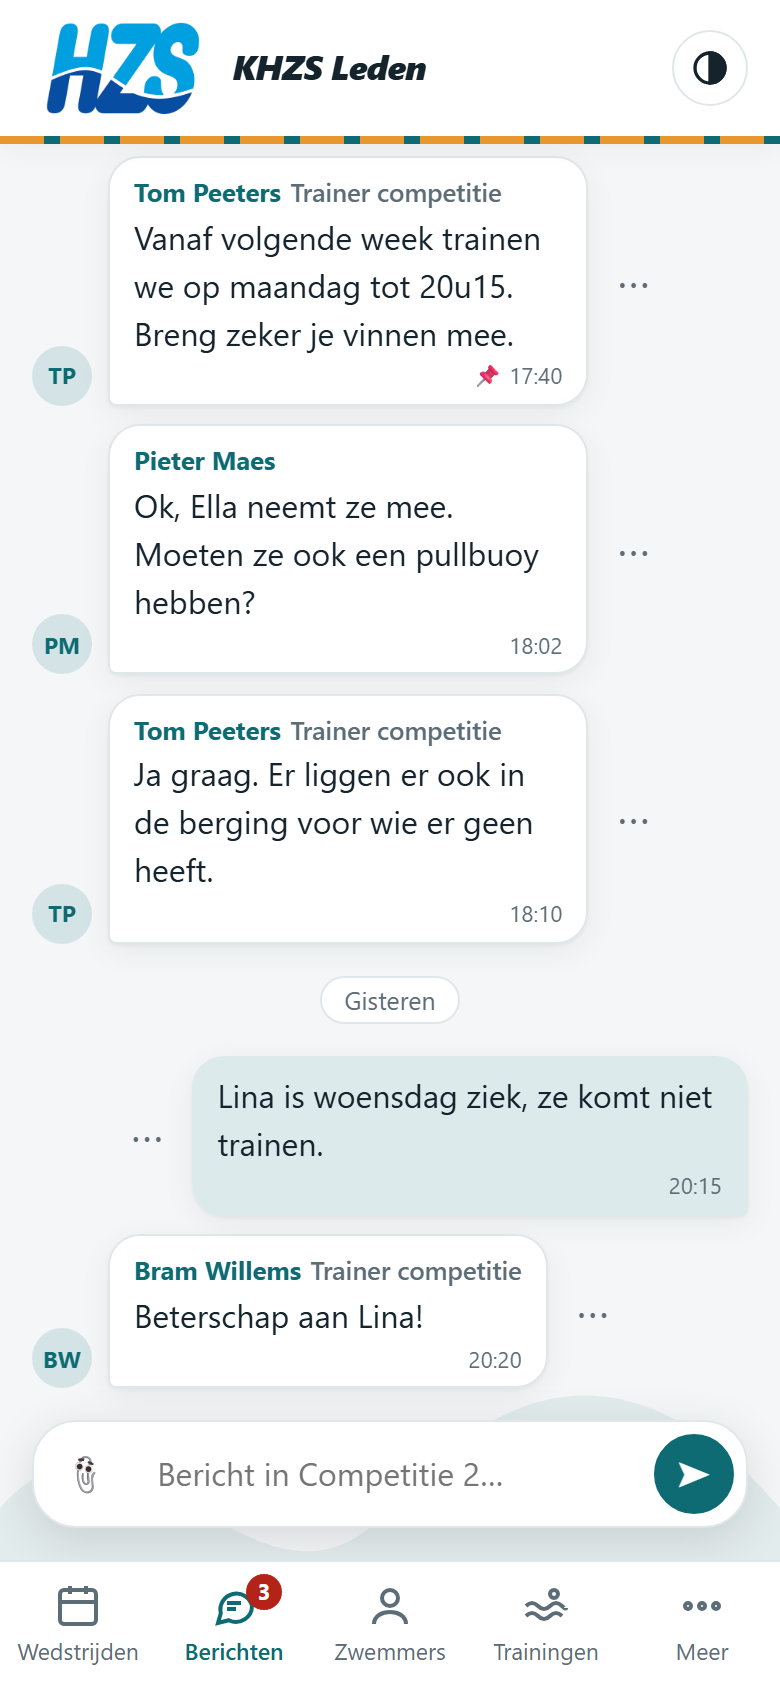 HZS
KHZS Leden
Tom Peeters Trainer competitie
Vanaf volgende week trainen
we op maandag tot 20u15.
Breng zeker je vinnen mee.
17:40
TP
Pieter Maes
Ok, Ella neemt ze mee.
Moeten ze ook een pullbuoy
hebben?
18:02
PM
Tom Peeters Trainer competitie
Ja graag. Er liggen er ook in
de berging voor wie er geen
heeft.
18:10
TP
Gisteren
Lina is woensdag ziek, ze komt niet
trainen.
20:15
Bram Willems Trainer competitie
Beterschap aan Lina!
20:20
BW
Bericht in Competitie 2...
3
Wedstrijden Berichten Zwemmers Trainingen Meer